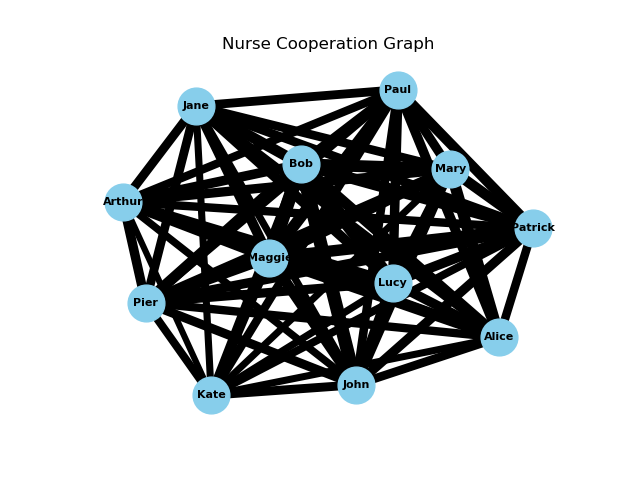 Nurse Cooperation Graph
Paul
Jane
Bob
Mary
Arthur
Patrick
Maggie
Lucy
Pier
Alice
John
Kate